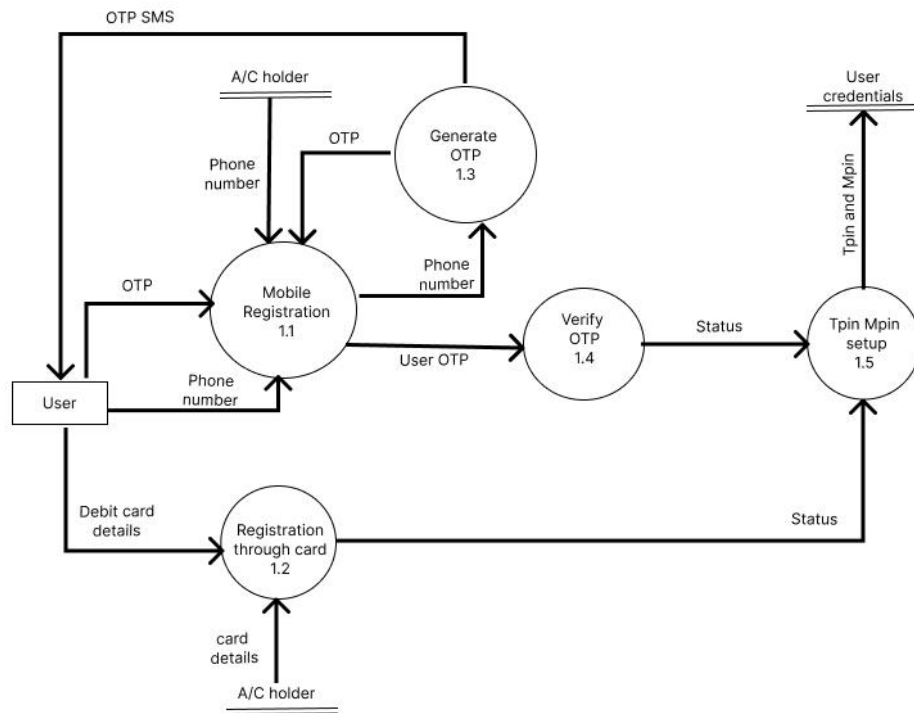 OTP SMS
A/C holder
User
credentials
Generate
OTP
1.3
OTP
Phone
number
Tpin and Mpin
Phone
number
OTP
Mobile
Registration
1.1
Verify
OTP
1.4
Status
Tpin Mpin
setup
1.5
User OTP
Phone
number
User
Debit card
details
Registration
through card
1.2
Status
card
details
A/C holder